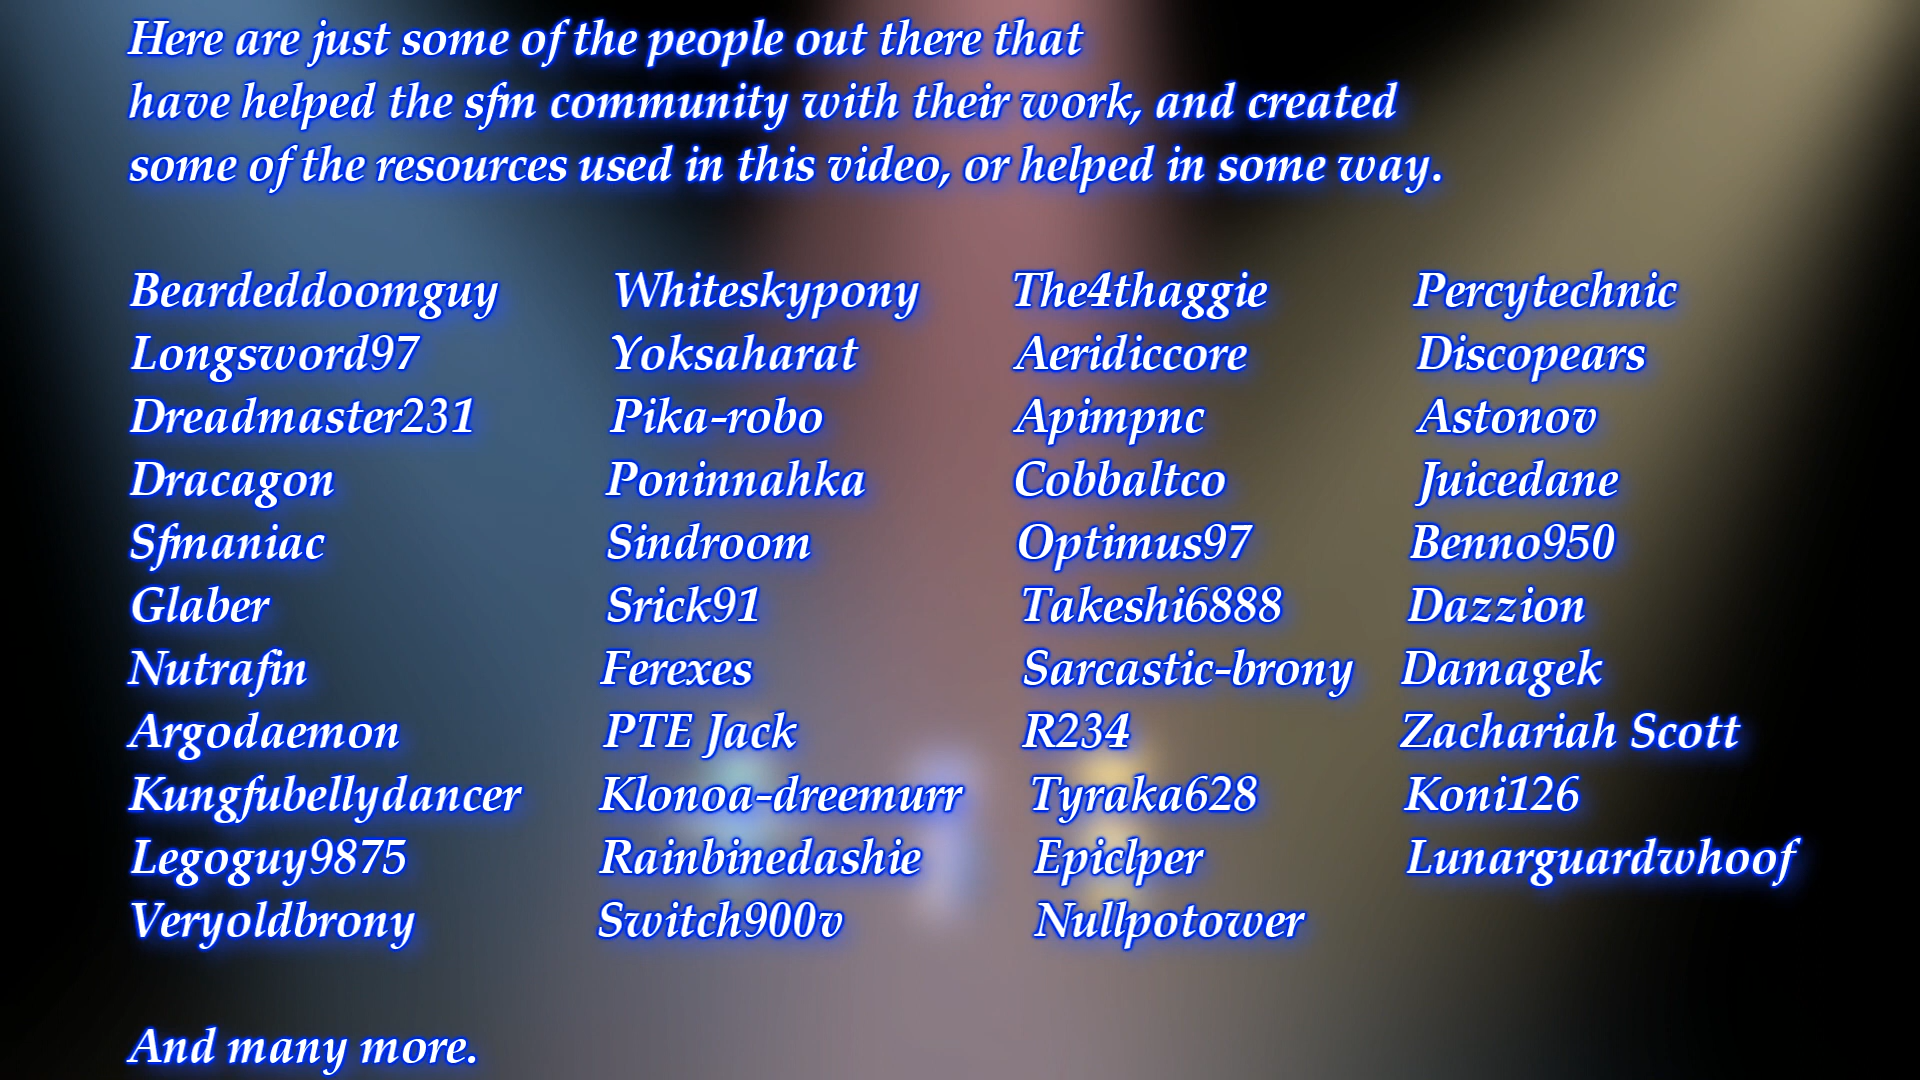 Here are just some of the people out there that
have helped the sfm community with their work, and created
some of the resources used in this video, or helped in some way.
Beardeddoomguy Whiteskypony The4thaggie Percytechnic
Longsword97 Yoksaharat Aeridiccore Discopears
Dreadmaster231 Pika-robo Apimpnc Astonov
Dracagon Poninnahka Cobbaltco Juicedane
Sfmaniac Sindroom Optimus97 Benno950
Glaber Srick91 Takeshi6888 Dazzion
Nutrafin Ferexes Sarcastic-brony Damagek
Argodaemon PTE Jack R234 Zachariah Scott
Kungfubellydancer Klonoa-dreemurr Tyraka628 Koni126
Legoguy9875 Rainbinedashie Epiclper Lunarguardwhoof
Veryoldbrony Switch900v Nullpotower
And many more.